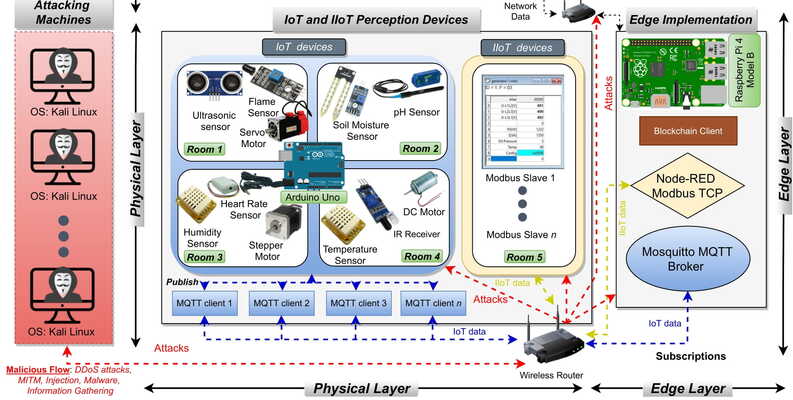 Attacking
Machines
OS: Kali Linux
OS: Kali Linux
OS: Kali Linux
Malicious Flow: DDoS attacks,
MITM, Injection, Malware,
Information Gathering
Physical Layer
IoT and IIoT Perception Devices
IoT devices
Ultrasonic
sensor
Flame
Sensor
Servo
Motor
Room 1
Soil Moisture
Sensor
pH Sensor
Room 2
Arduino Uno
Humidity
Sensor
Heart Rate
Sensor
Stepper
Motor
Room 3
Temperature
Sensor
IR Receiver
DC Motor
Room 4
IIoT devices
Modbus Slave 1
Modbus Slave n
Room 5
Publish
MQTT client 1
MQTT client 2
MQTT client 3
MQTT client n
IoT data
IIoT data
Attacks
Attacks
Attacks
Wireless Router
Network
Data
Edge Implementation
Raspberry Pi 4
Model B
Blockchain Client
Node-RED
Modbus TCP
IIoT data
Mosquitto MQTT
Broker
IoT data
Subscriptions
Edge Layer
Physical Layer
Edge Layer